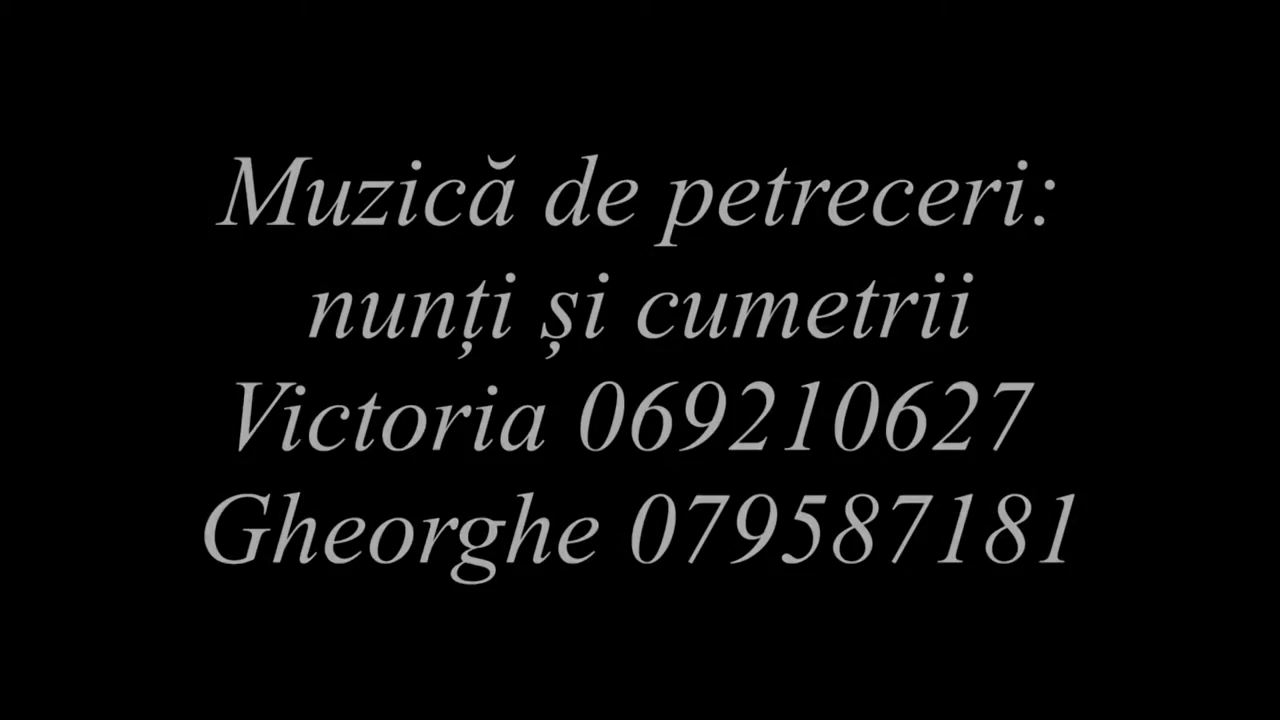 Muzică de petreceri:
nunți și cumetrii
Victoria 069210627
Gheorghe 079587181